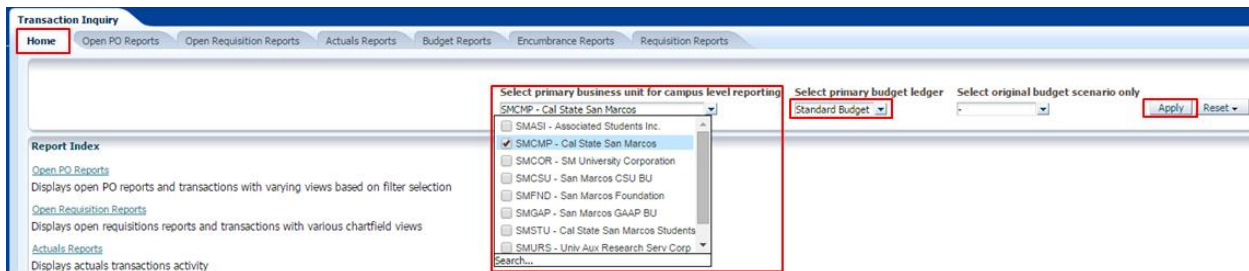 Transaction Inquiry
Home Open PO Reports Open Requisition Reports Actuals Reports Budget Reports Encumbrance Reports Requisition Reports
Select primary business unit for campus level reporting Select primary budget ledger Select original budget scenario only
SMCMP - Cal State San Marcos Standard Budget - Apply Reset
SMASI - Associated Students Inc.
SMCMP - Cal State San Marcos
SMCOR - SM University Corporation
SMCSU - San Marcos CSU BU
SMFND - San Marcos Foundation
SMGAP - San Marcos GAAP BU
SMSTU - Cal State San Marcos Students
SMURS - Univ Aux Research Serv Corp
Search...
Report Index
Open PO Reports
Displays open PO reports and transactions with varying views based on filter selection
Open Requisition Reports
Displays open requisitions reports and transactions with various chartfield views
Actuals Reports
Displays actuals transactions activity